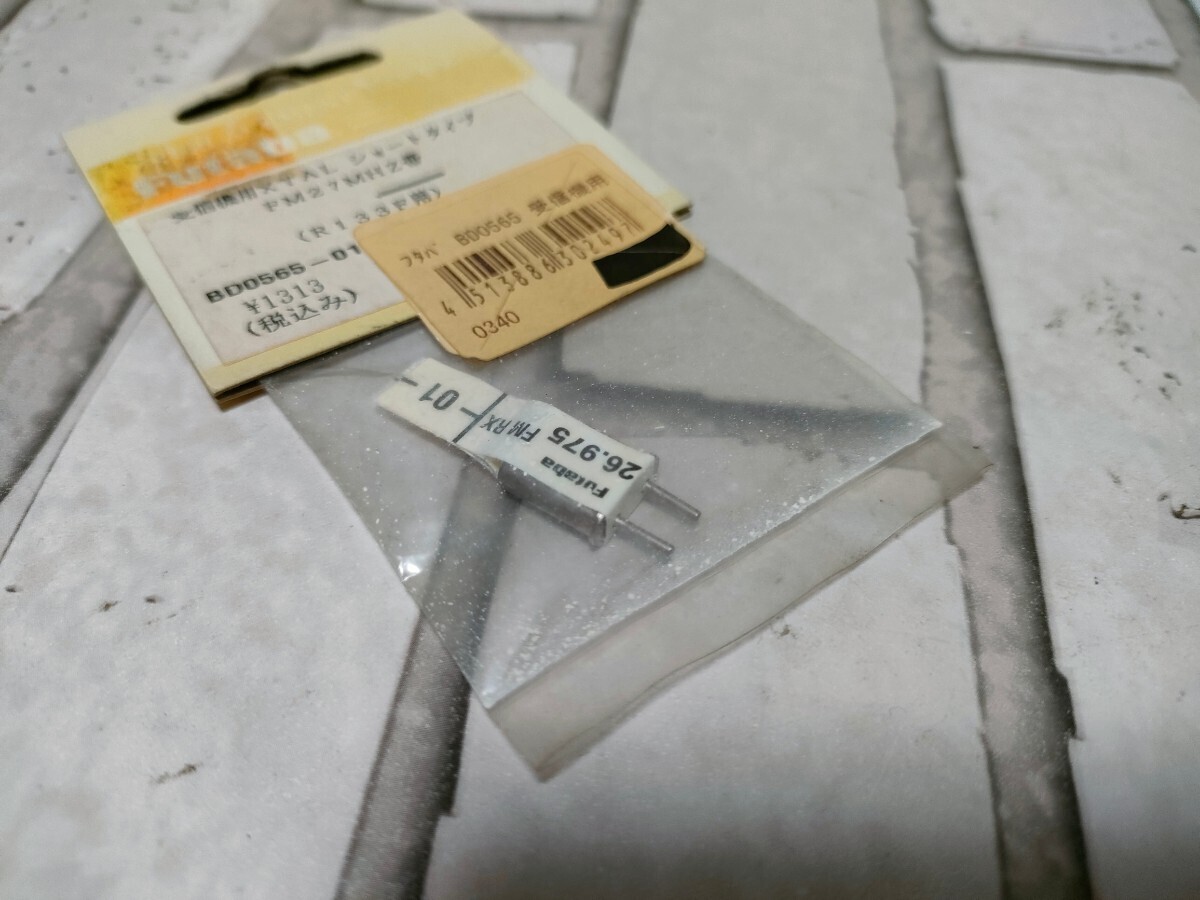 Futaba
受信機用XTAL ショートタイプ
FM27MHZ帯
(R133F用)
BD0565-01
¥1313
(税込み)
フタバ BD0565 受信機用
4 513886 302497
0340
01
26.975 FM RX
Futaba